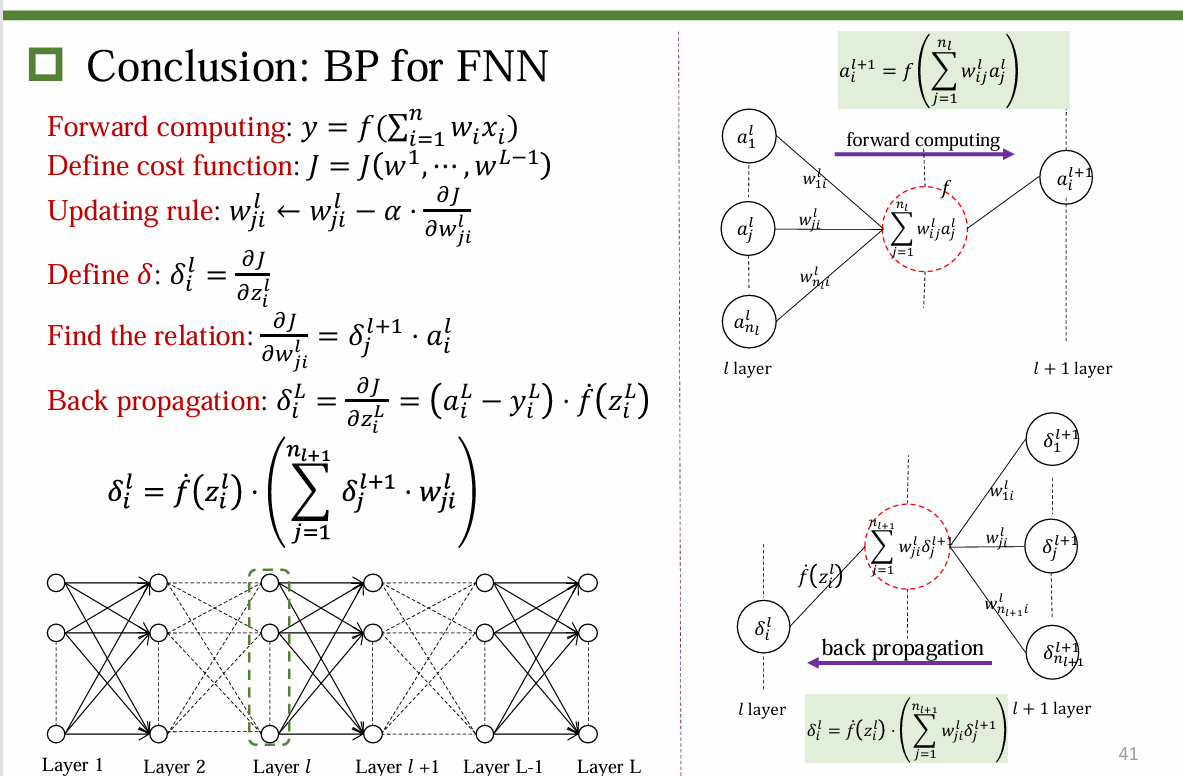 Conclusion: BP for FNN
Forward computing: y = f(∑ⁿᵢ₌₁ wᵢxᵢ)
Define cost function: J = J(w¹, ⋯ , w^{L−1})
Updating rule: w_{ji}^l ← w_{ji}^l − α · ∂J/∂w_{ji}^l
Define δ: δ_i^l = ∂J/∂z_i^l
Find the relation: ∂J/∂w_{ji}^l = δ_j^{l+1} · a_i^l
Back propagation: δ_i^L = ∂J/∂z_i^L = (a_i^L − y_i^L) · ḟ(z_i^L)
δ_i^l = ḟ(z_i^l) · (∑_{j=1}^{n_{l+1}} δ_j^{l+1} · w_{ji}^l)
Layer 1 Layer 2 Layer l Layer l +1 Layer L-1 Layer L
a_i^{l+1} = f(∑_{j=1}^{n_l} w_{ij}^l a_j^l)
forward computing
a_1^l
w_{1i}^l
f
a_i^{l+1}
a_j^l
w_{ji}^l
∑_{j=1}^{n_l} w_{ij}^l a_j^l
w_{n_l i}^l
a_{n_l}^l
l layer
l + 1 layer
δ_1^{l+1}
w_{1i}^l
∑_{j=1}^{n_{l+1}} w_{ji}^l δ_j^{l+1}
w_{ji}^l
δ_j^{l+1}
ḟ(z_i^l)
w_{n_{l+1} i}^l
δ_i^l
δ_{n_{l+1}}^{l+1}
back propagation
l layer
l + 1 layer
δ_i^l = ḟ(z_i^l) · (∑_{j=1}^{n_{l+1}} w_{ji}^l δ_j^{l+1})
41